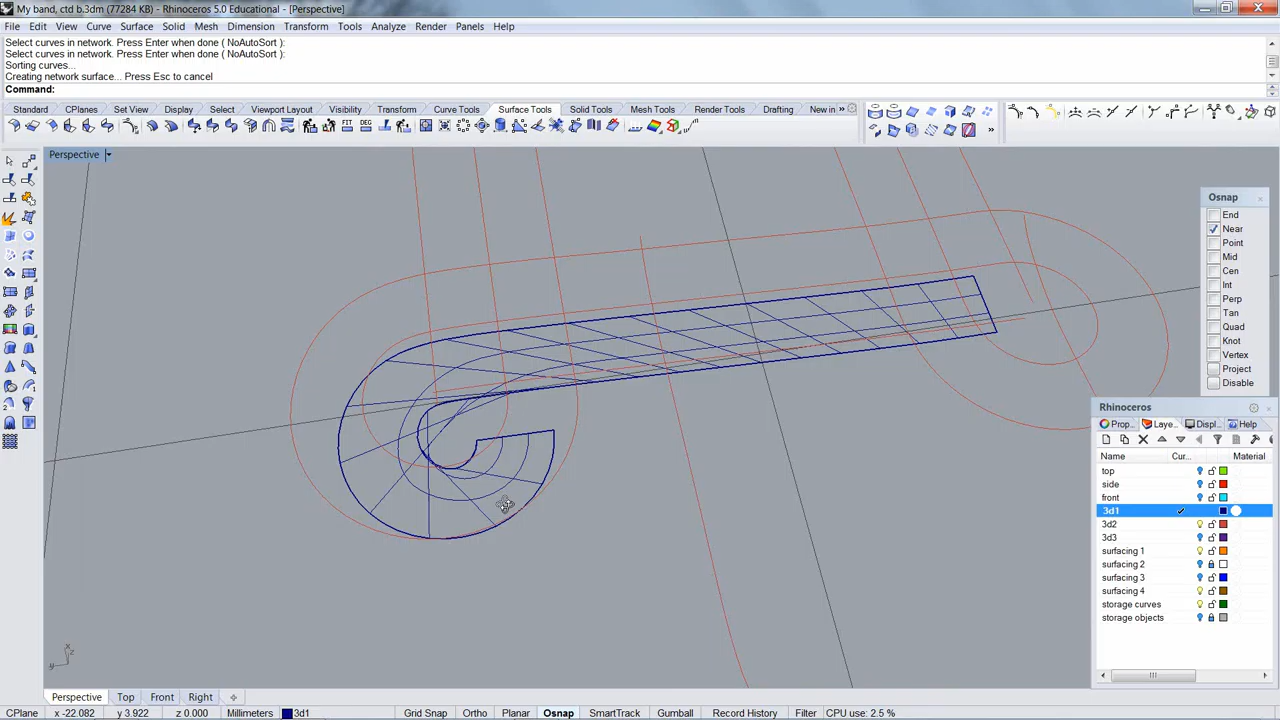 My band, ctd b.3dm (77284 KB) - Rhinoceros 5.0 Educational - [Perspective]
File Edit View Curve Surface Solid Mesh Dimension Transform Tools Analyze Render Panels Help
Select curves in network. Press Enter when done ( NoAutoSort ):
Select curves in network. Press Enter when done ( NoAutoSort ):
Sorting curves...
Creating network surface... Press Esc to cancel
Command:
Standard CPlanes Set View Display Select Viewport Layout Visibility Transform Curve Tools Surface Tools Solid Tools Mesh Tools Render Tools Drafting New in »
FIT DEG
Perspective
Osnap
End
Near
Point
Mid
Cen
Int
Perp
Tan
Quad
Knot
Vertex
Project
Disable
Rhinoceros
Prop... Laye... Displ... Help
Name Cur... Material
top
side
front
3d1
3d2
3d3
surfacing 1
surfacing 2
surfacing 3
surfacing 4
storage curves
storage objects
x
z
y
Perspective Top Front Right
CPlane x -22.082 y 3.922 z 0.000 Millimeters 3d1 Grid Snap Ortho Planar Osnap SmartTrack Gumball Record History Filter CPU use: 2.5 %